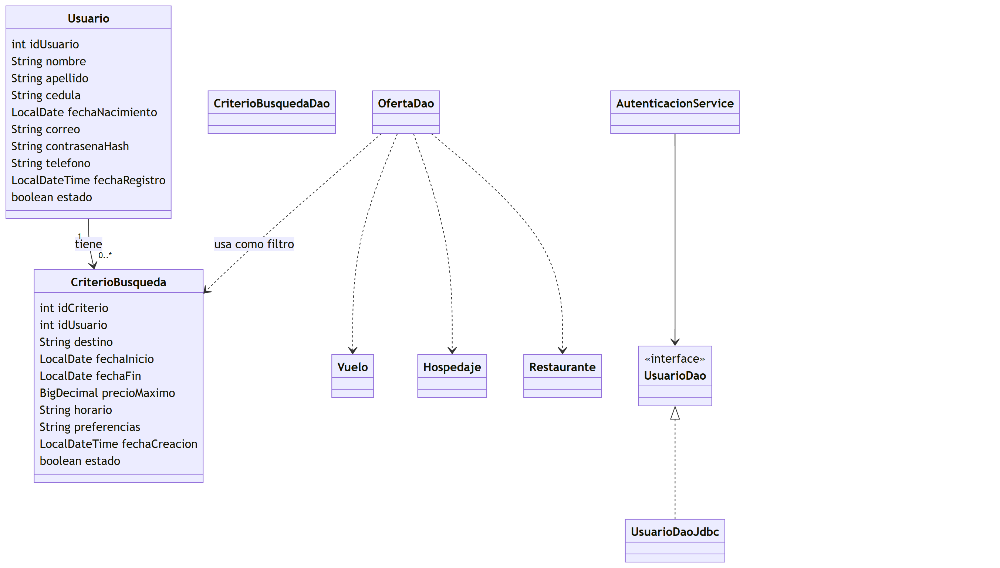 Usuario
int idUsuario
String nombre
String apellido
String cedula
LocalDate fechaNacimiento
String correo
String contrasenaHash
String telefono
LocalDateTime fechaRegistro
boolean estado
CriterioBusquedaDao
OfertaDao
AutenticacionService
1
tiene
0..*
usa como filtro
CriterioBusqueda
int idCriterio
int idUsuario
String destino
LocalDate fechaInicio
LocalDate fechaFin
BigDecimal precioMaximo
String horario
String preferencias
LocalDateTime fechaCreacion
boolean estado
Vuelo
Hospedaje
Restaurante
«interface»
UsuarioDao
UsuarioDaoJdbc